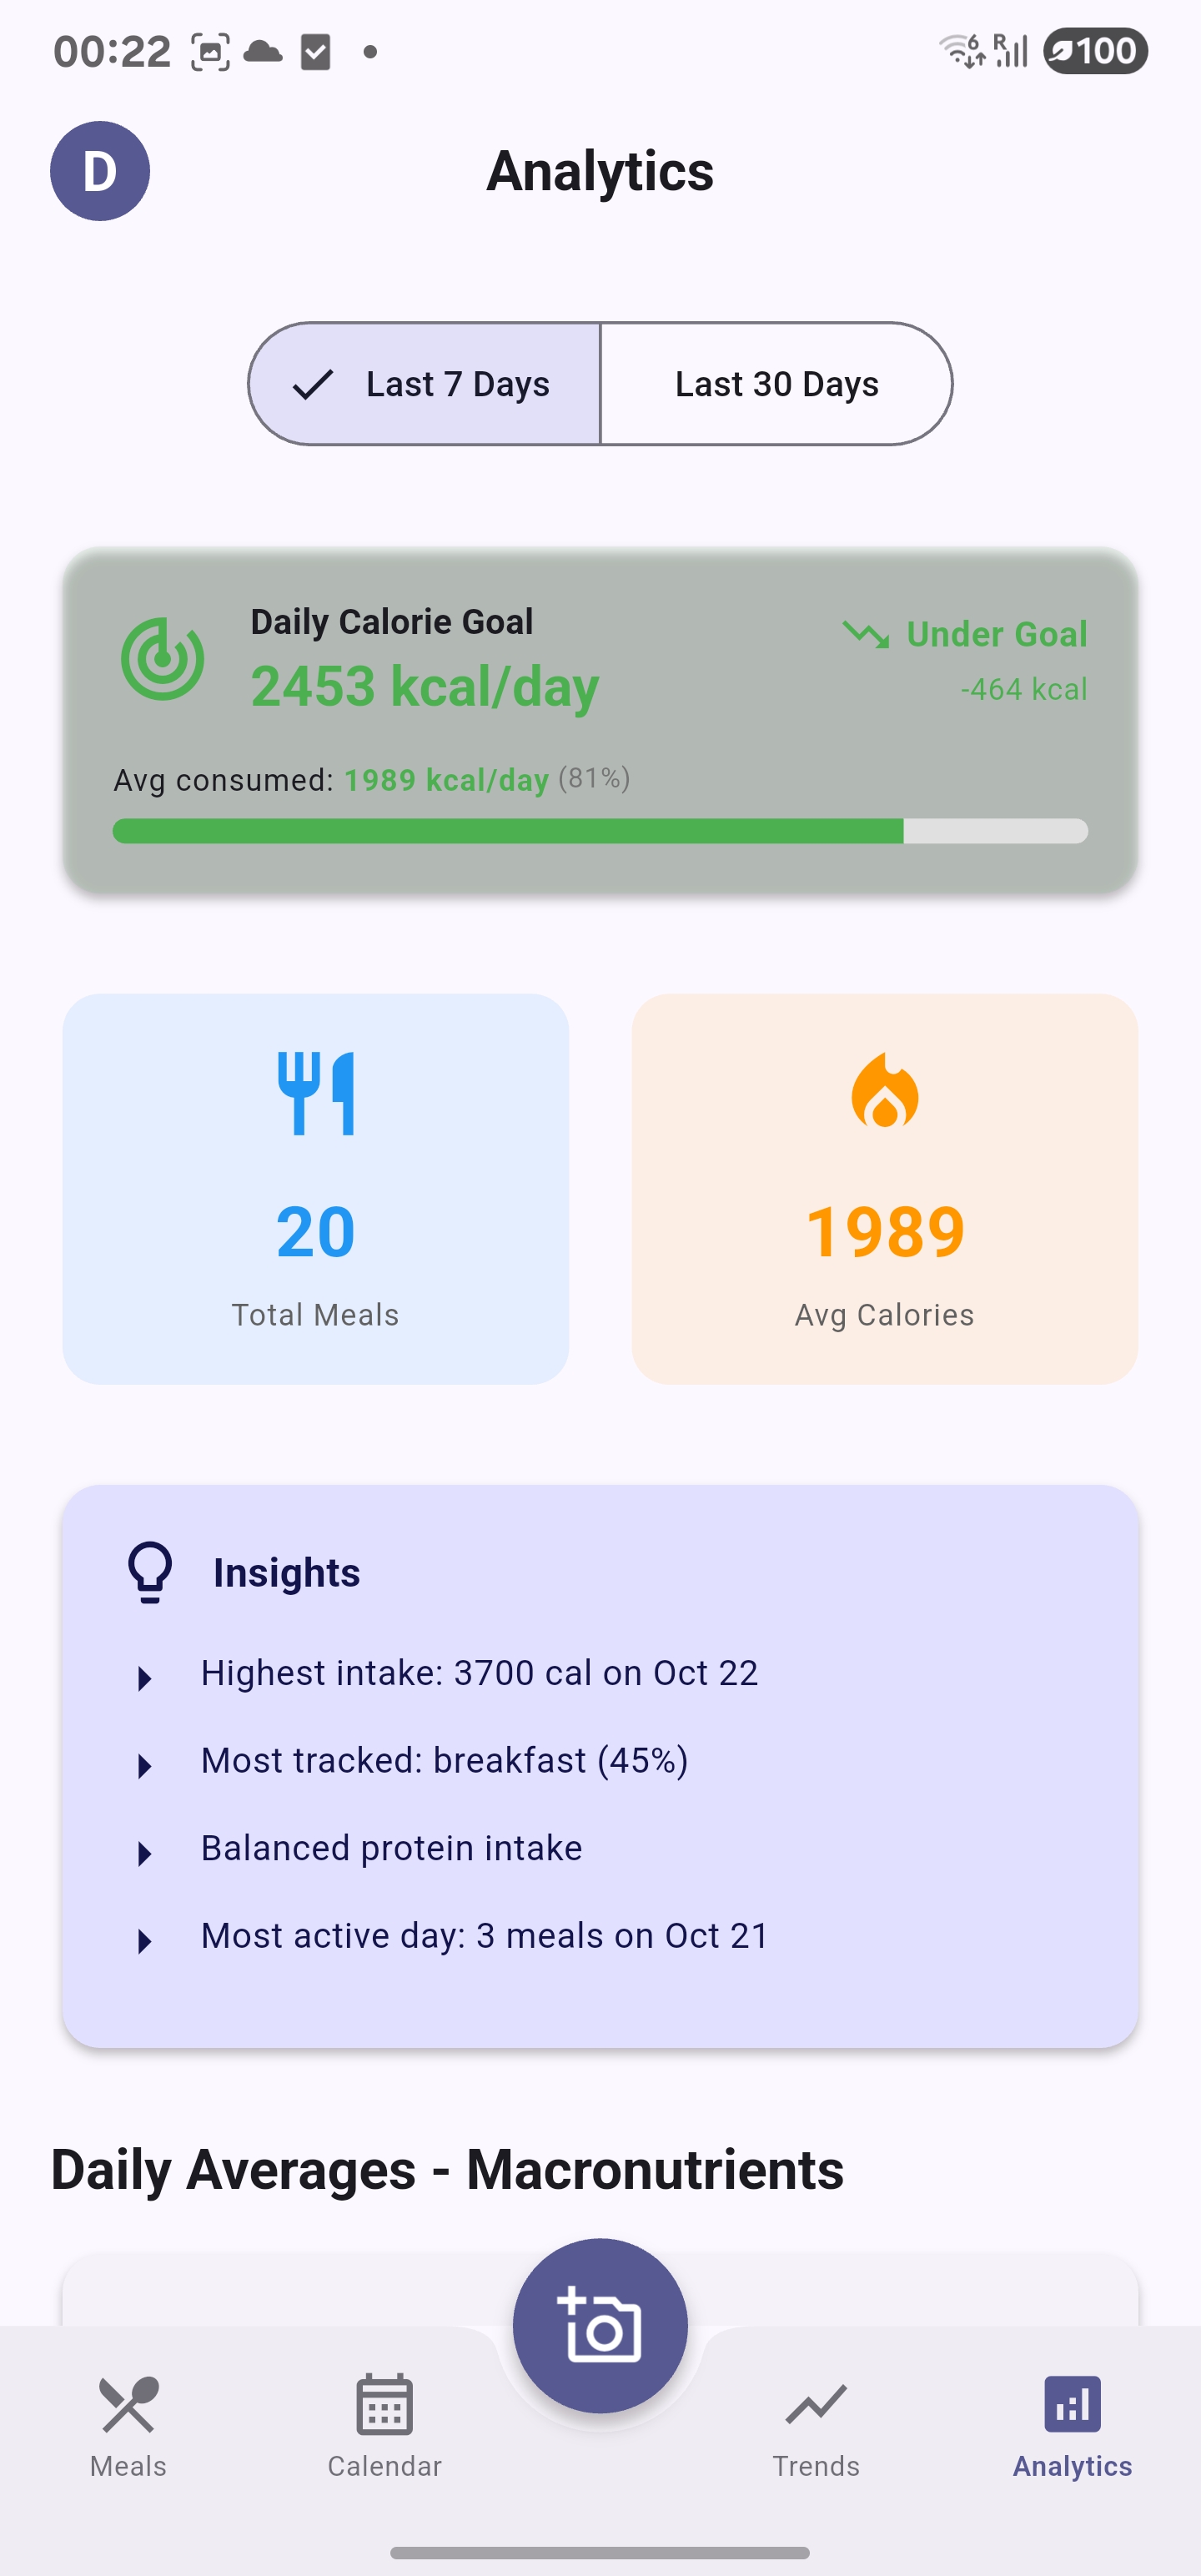 00:22
6 R 100
D
Analytics
Last 7 Days
Last 30 Days
Daily Calorie Goal
2453 kcal/day
Under Goal
-464 kcal
Avg consumed: 1989 kcal/day (81%)
20
Total Meals
1989
Avg Calories
Insights
Highest intake: 3700 cal on Oct 22
Most tracked: breakfast (45%)
Balanced protein intake
Most active day: 3 meals on Oct 21
Daily Averages - Macronutrients
Meals
Calendar
Trends
Analytics